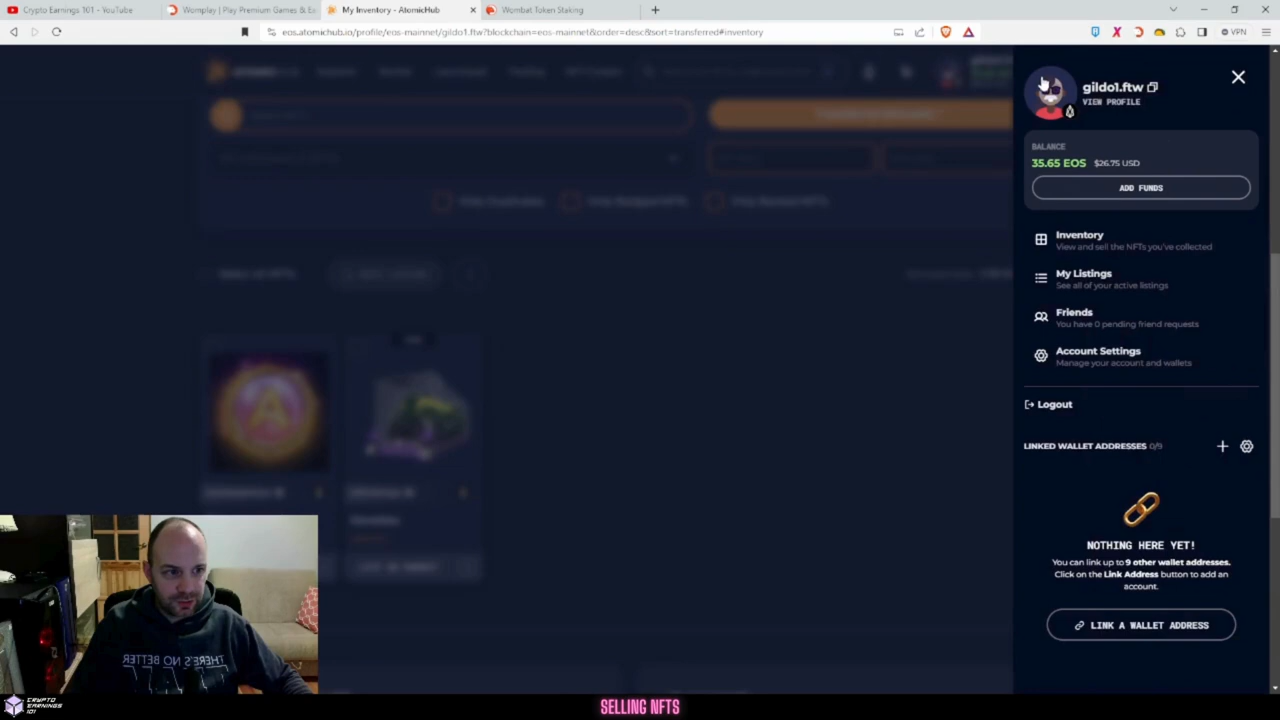 Crypto Earnings 101 - YouTube
Womplay | Play Premium Games & Ea
My Inventory - AtomicHub
Wombat Token Staking
eos.atomichub.io/profile/eos-mainnet/gildo1.ftw?blockchain=eos-mainnet&order=desc&sort=transferred#inventory
VPN
gildo1.ftw
VIEW PROFILE
BALANCE
35.65 EOS $26.75 USD
ADD FUNDS
Inventory
View and sell the NFTs you've collected
My Listings
See all of your active listings
Friends
You have 0 pending friend requests
Account Settings
Manage your account and wallets
Logout
LINKED WALLET ADDRESSES 0/9
NOTHING HERE YET!
You can link up to 9 other wallet addresses.
Click on the Link Address button to add an
account.
LINK A WALLET ADDRESS
THERE'S NO BETTER
CRYPTO
EARNINGS
101
SELLING NFTS